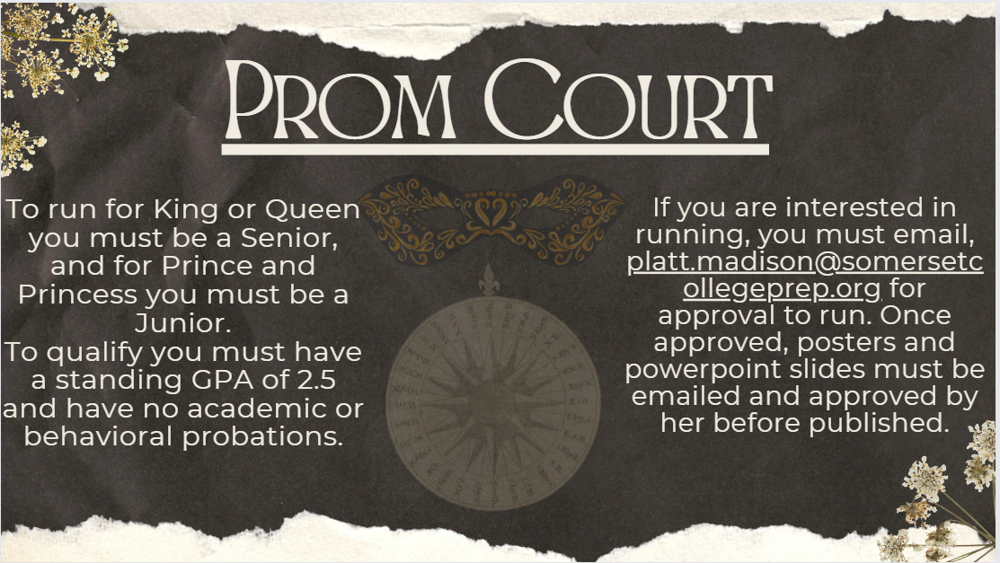 Prom Court
To run for King or Queen
you must be a Senior,
and for Prince and
Princess you must be a
Junior.
To qualify you must have
a standing GPA of 2.5
and have no academic or
behavioral probations.
If you are interested in
running, you must email,
platt.madison@somersetc
ollegeprep.org for
approval to run. Once
approved, posters and
powerpoint slides must be
emailed and approved by
her before published.